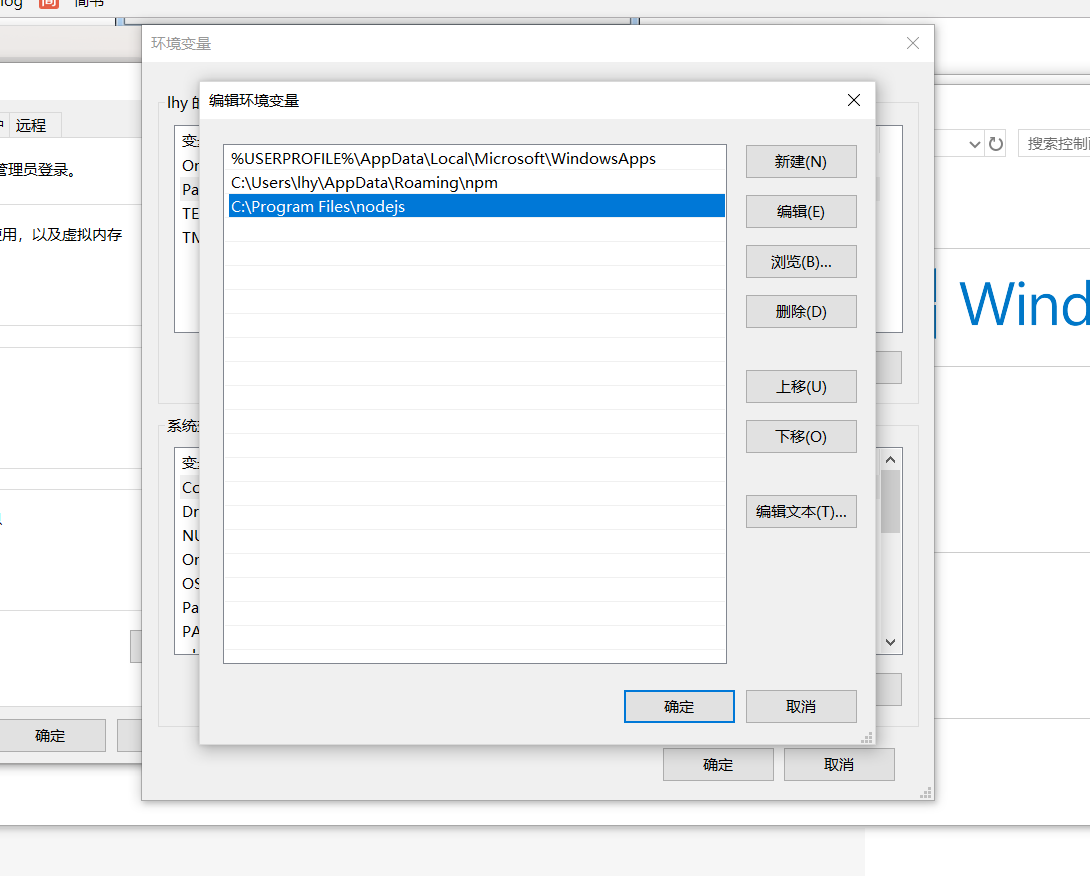 log 简书
环境变量
lhy 的
编辑环境变量
远程
管理员登录。
使用，以及虚拟内存
变
On
Pa
TE
TM
%USERPROFILE%\AppData\Local\Microsoft\WindowsApps
C:\Users\lhy\AppData\Roaming\npm
C:\Program Files\nodejs
新建(N)
编辑(E)
浏览(B)...
删除(D)
上移(U)
下移(O)
编辑文本(T)...
搜索控制
Wind
系统
变
Co
Dr
NU
On
OS
Pa
PA
确定
取消
确定
确定
取消